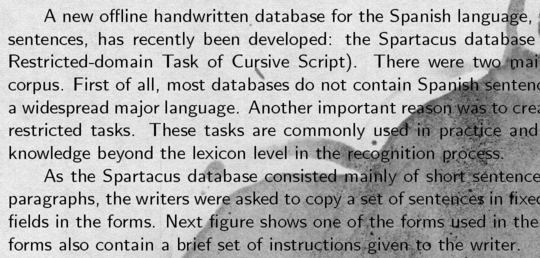 A new offline handwritten database for the Spanish language,
sentences, has recently been developed: the Spartacus database
Restricted-domain Task of Cursive Script). There were two
corpus. First of all, most databases do not contain Spanish
a widespread major language. Another important reason was to
restricted tasks. These tasks are commonly used in practice and
knowledge beyond the lexicon level in the recognition process.
As the Spartacus database consisted mainly of short sentence
paragraphs, the writers were asked to copy a set of sentences in
fields in the forms. Next figure shows one of the forms used in the
forms also contain a brief set of instructions given to the writer.